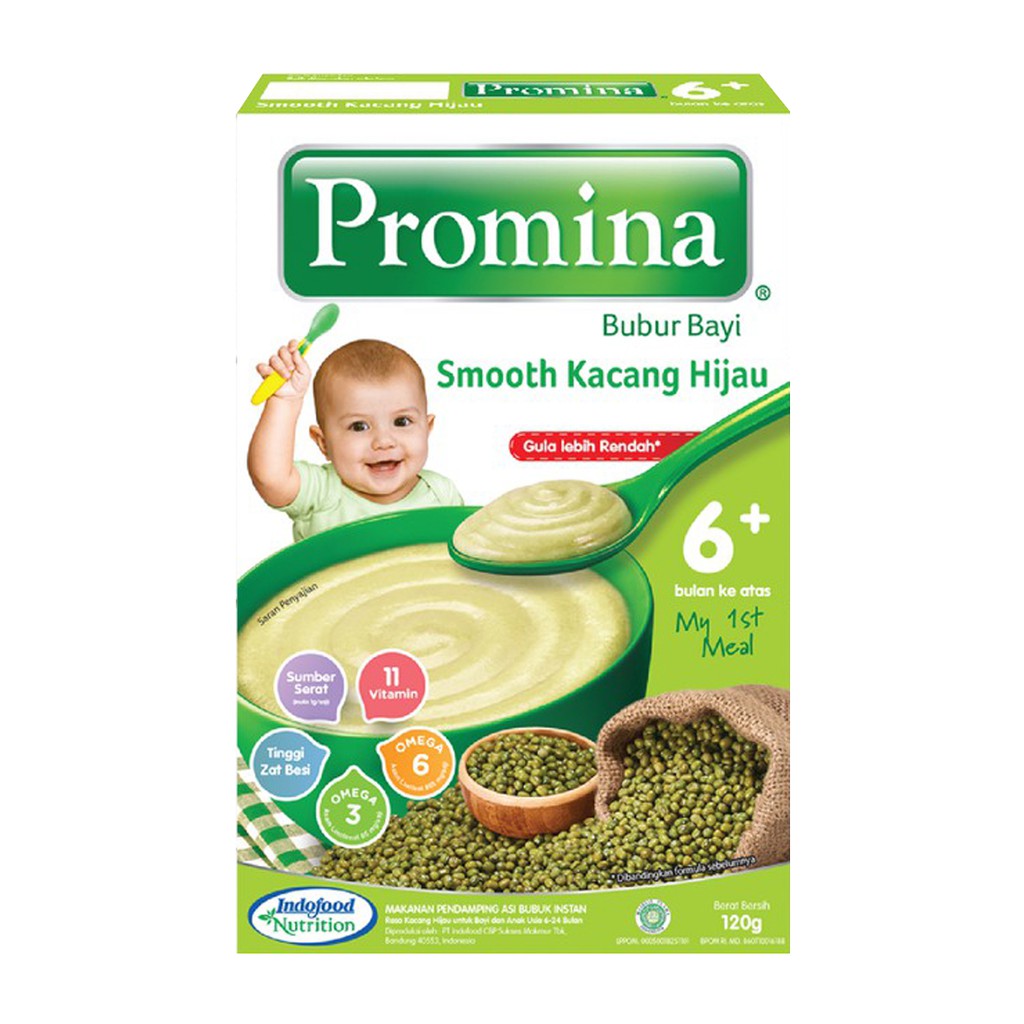 Promina
6+
Smooth Kacang Hijau
bulan ke atas
Promina
®
Bubur Bayi
Smooth Kacang Hijau
Gula lebih Rendah*
6+
bulan ke atas
My 1st
Meal
Saran Penyajian
Sumber
Serat
11
Vitamin
Tinggi
Zat Besi
OMEGA
6
OMEGA
3
* Dibandingkan formula sebelumnya
Indofood
Nutrition
MAKANAN PENDAMPING ASI BUBUK INSTAN
Rasa Kacang Hijau untuk Bayi dan Anak Usia 6-24 Bulan
Diproduksi oleh : PT Indofood CBP Sukses Makmur Tbk,
Bandung 40553, Indonesia
Berat Bersih
120g